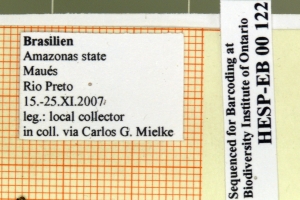 Brasilien
Amazonas state
Maués
Rio Preto
15.-25.XI.2007
leg.: local collector
in coll. via Carlos G. Mielke
Sequenced for Barcoding at
Biodiversity Institute of Ontario
HESP-EB 00 122